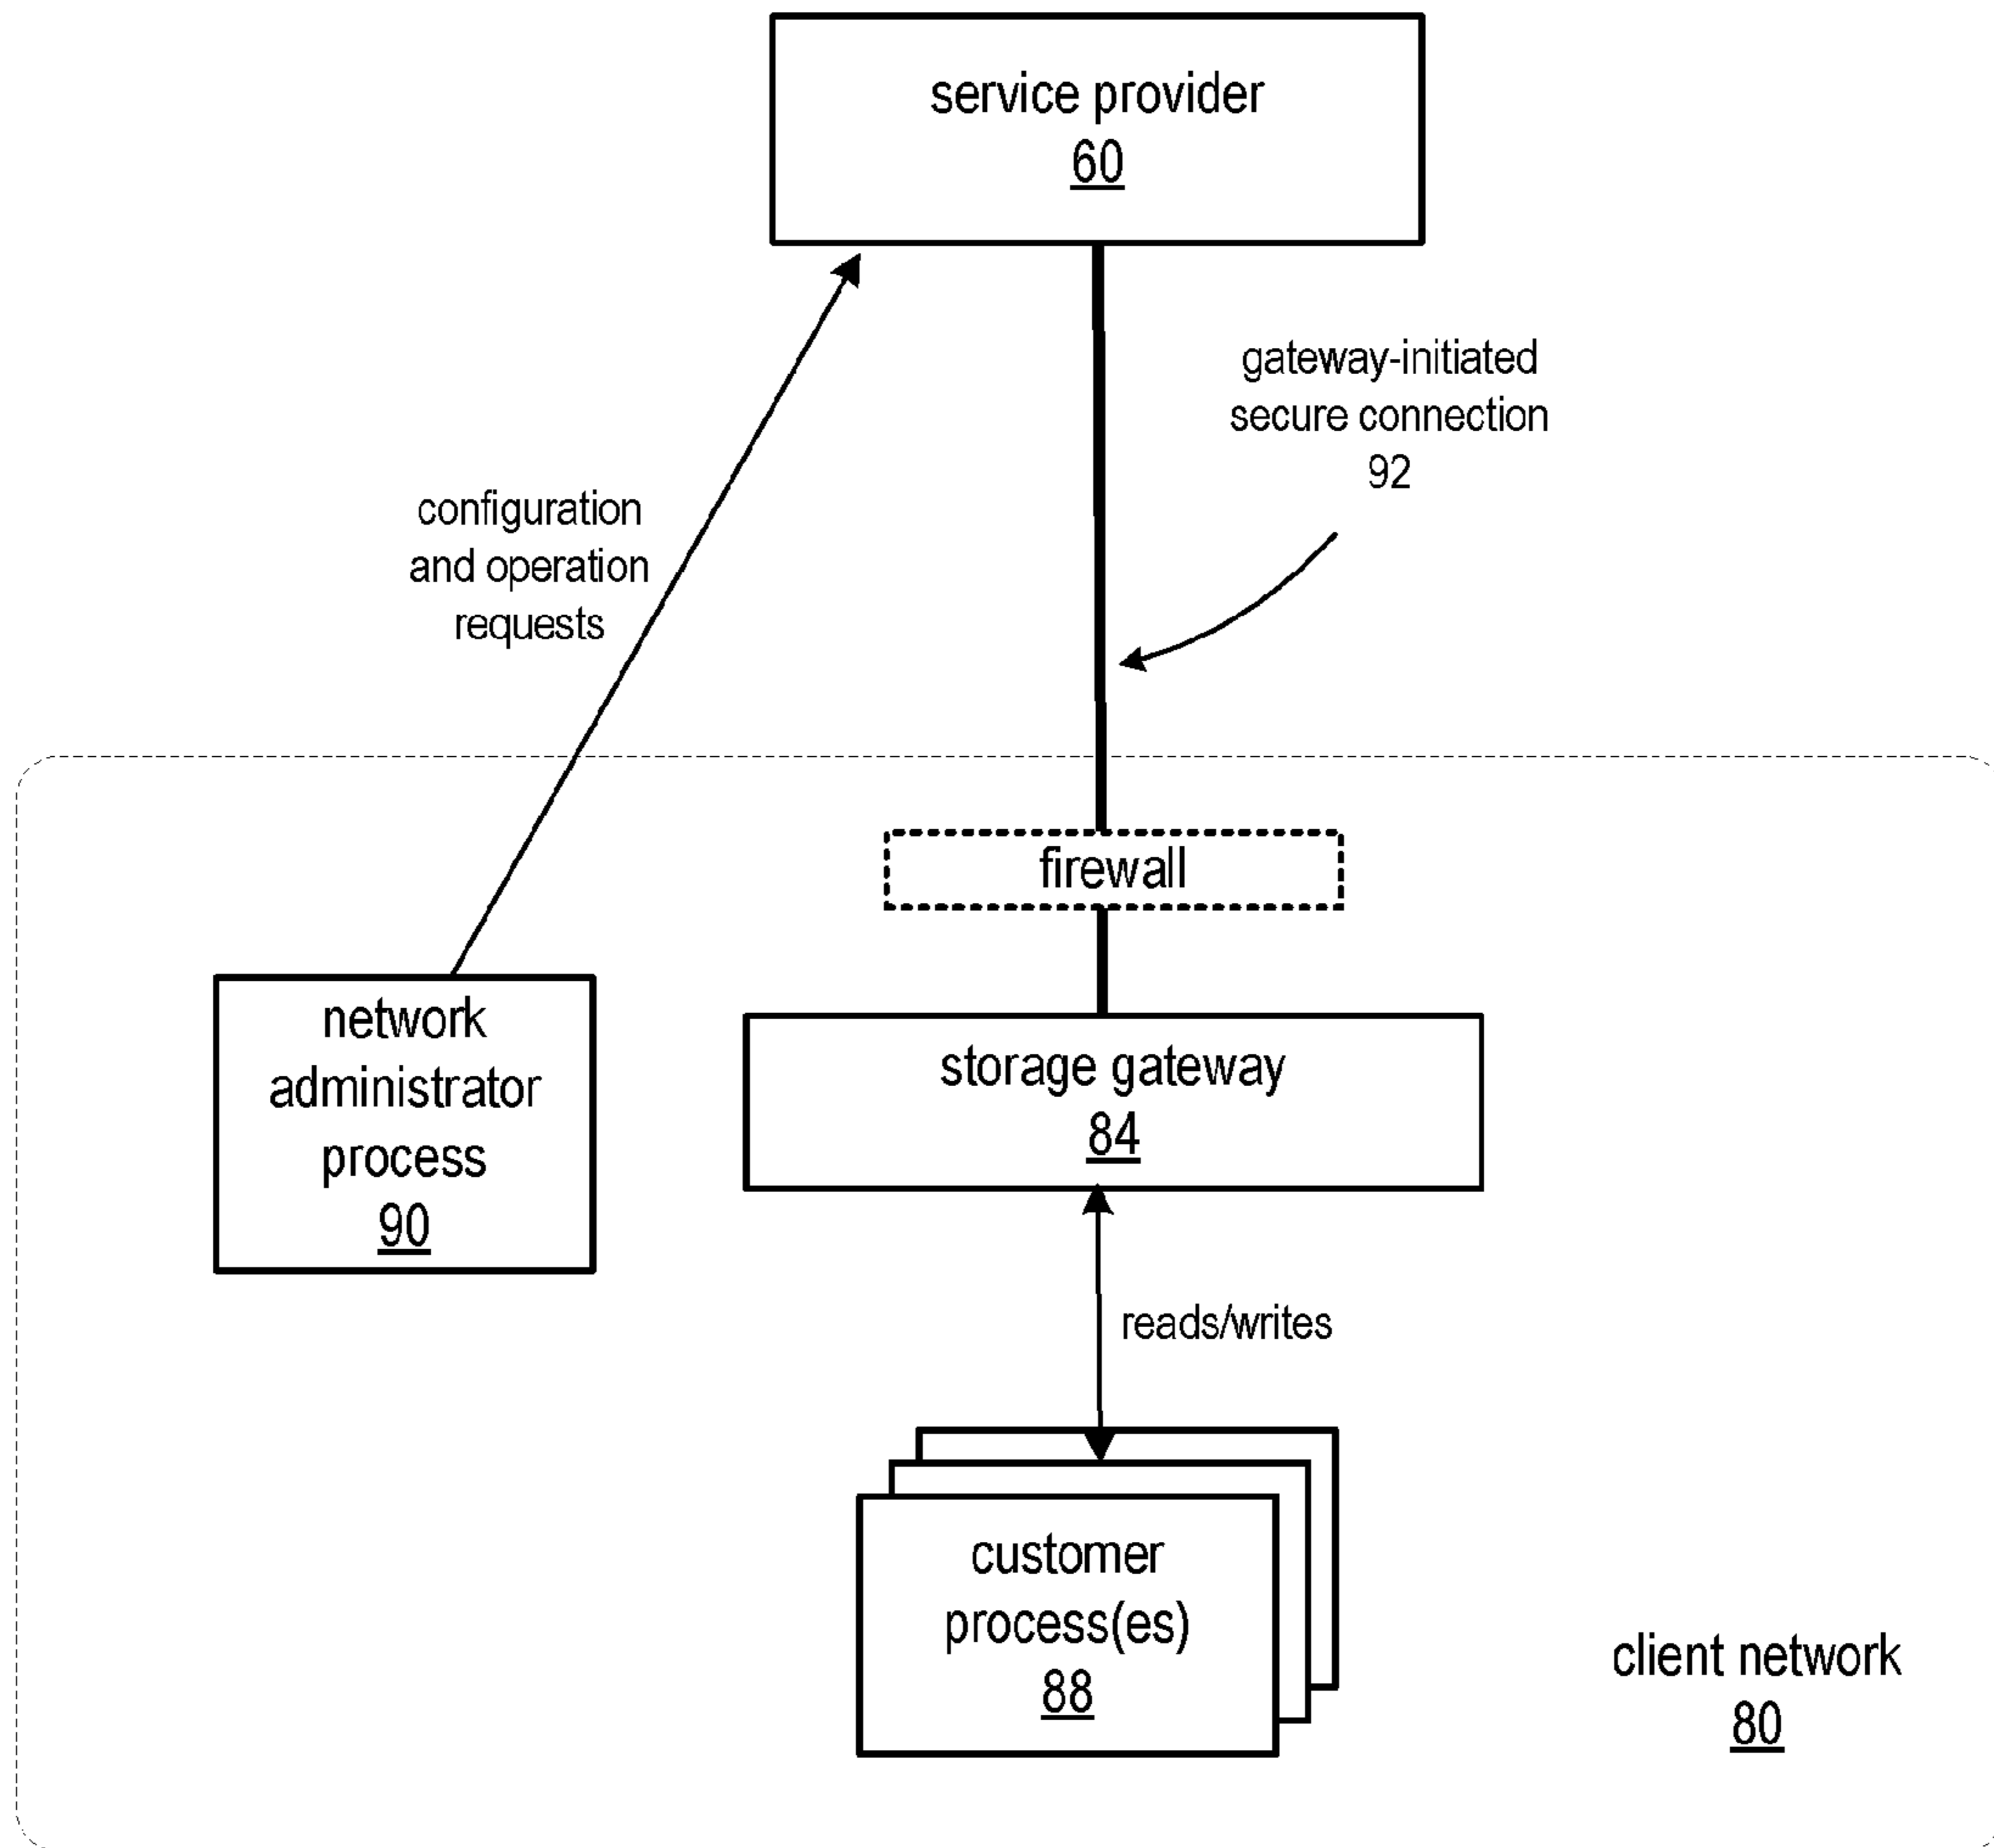 service provider
60
gateway-initiated
secure connection
92
configuration
and operation
requests
firewall
network
administrator
process
90
storage gateway
84
reads/writes
customer
process(es)
88
client network
80